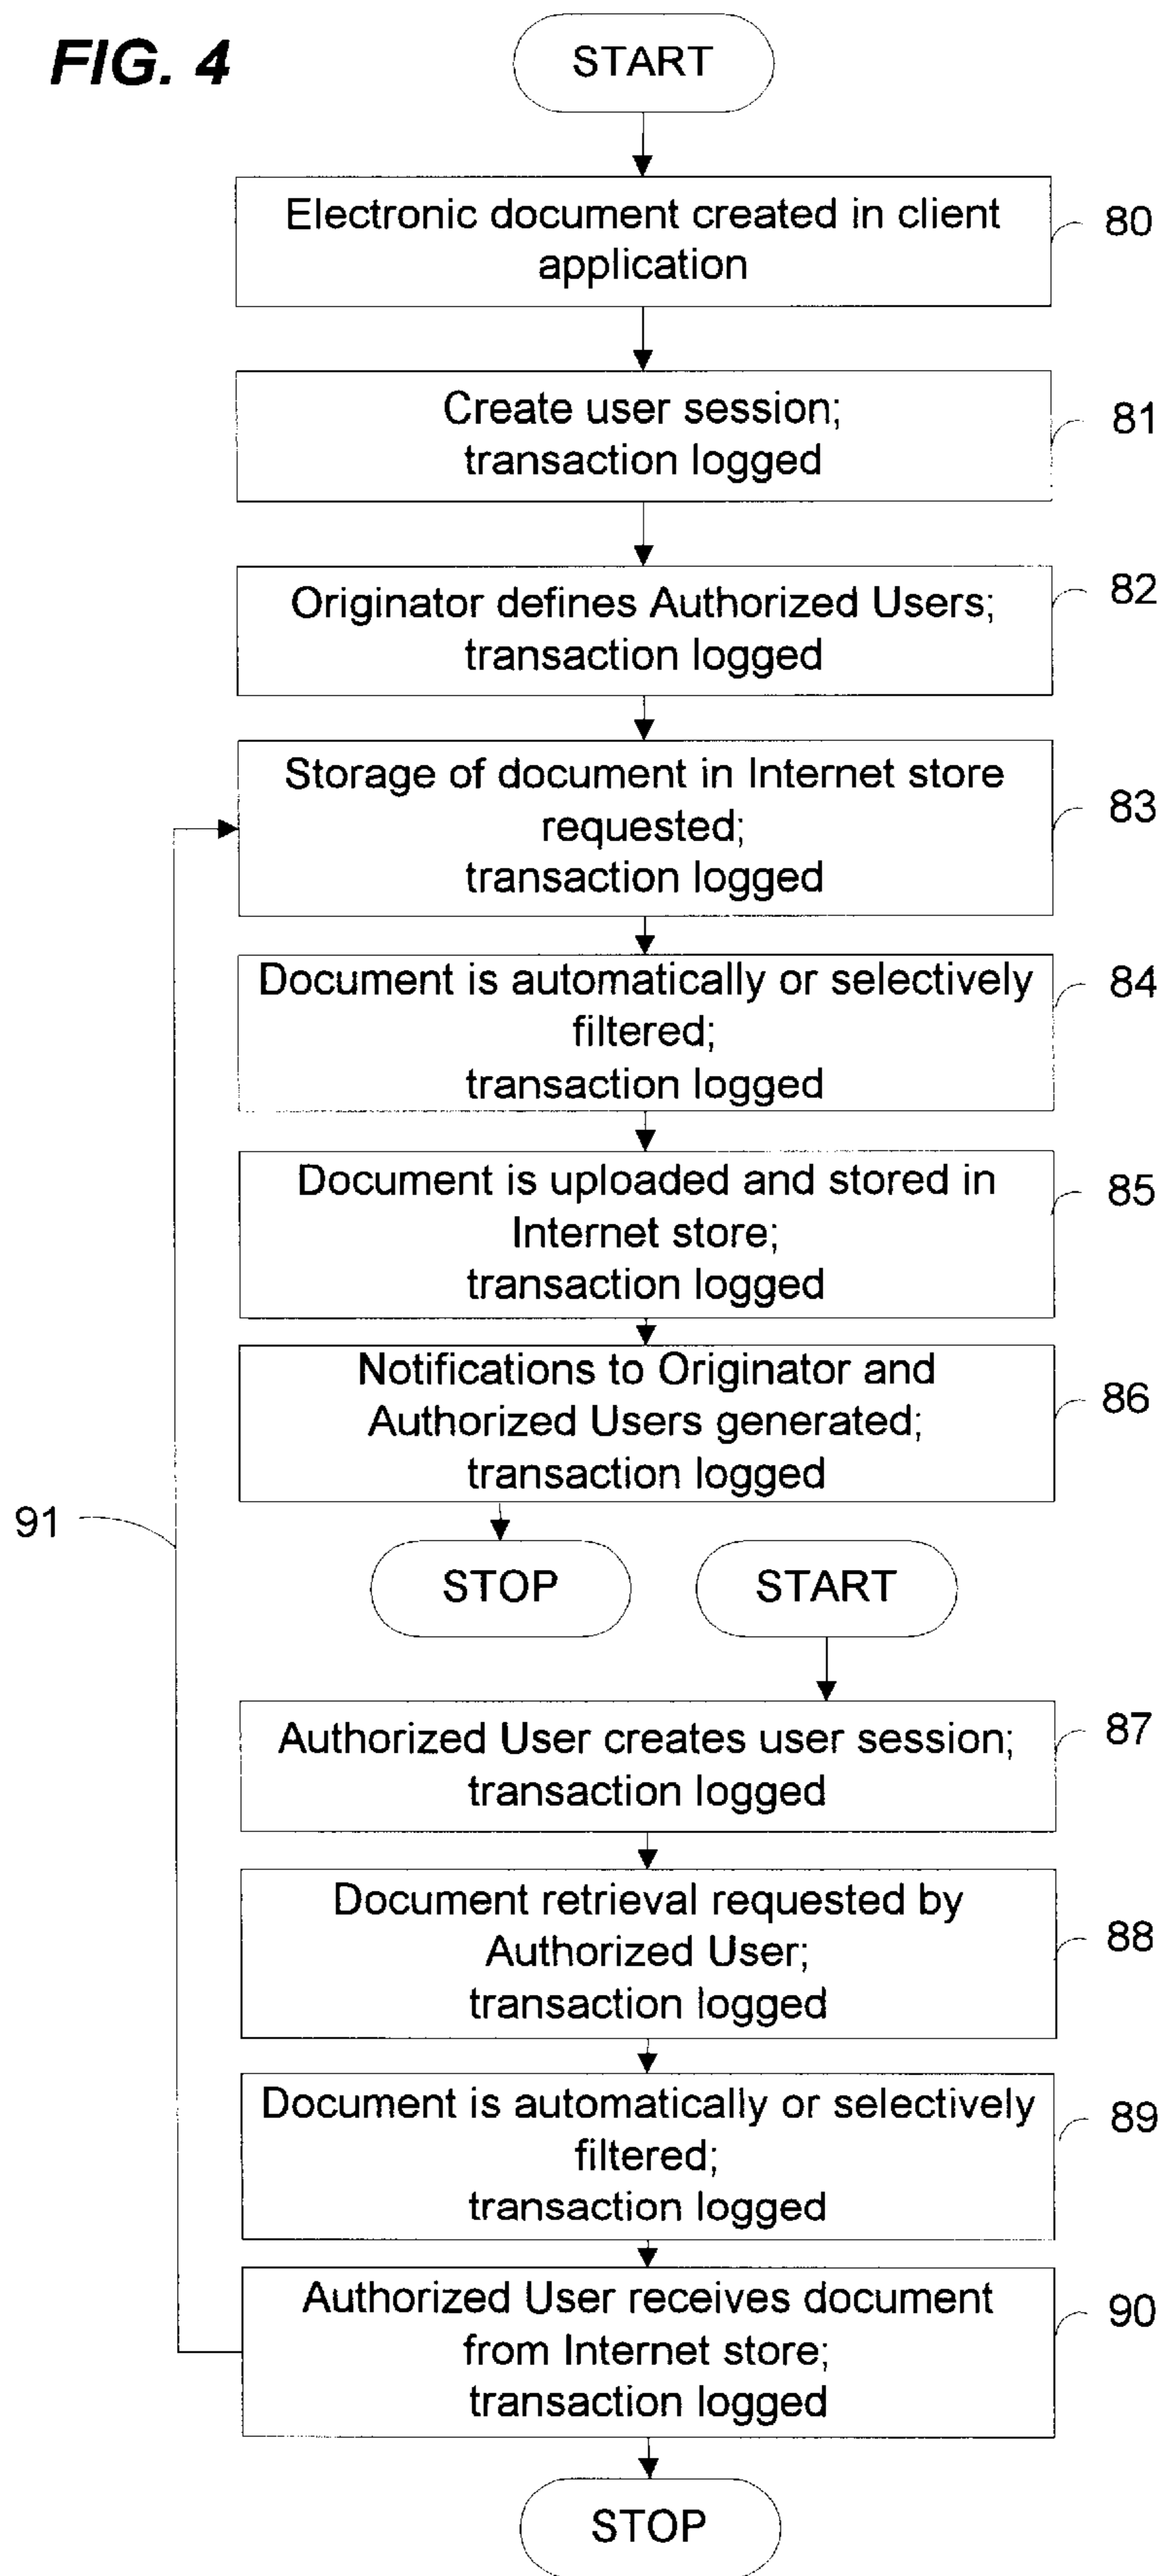 FIG. 4
START
Electronic document created in client
application
80
Create user session;
transaction logged
81
Originator defines Authorized Users;
transaction logged
82
Storage of document in Internet store
requested;
transaction logged
83
Document is automatically or selectively
filtered;
transaction logged
84
Document is uploaded and stored in
Internet store;
transaction logged
85
Notifications to Originator and
Authorized Users generated;
transaction logged
86
91
STOP
START
Authorized User creates user session;
transaction logged
87
Document retrieval requested by
Authorized User;
transaction logged
88
Document is automatically or selectively
filtered;
transaction logged
89
Authorized User receives document
from Internet store;
transaction logged
90
STOP